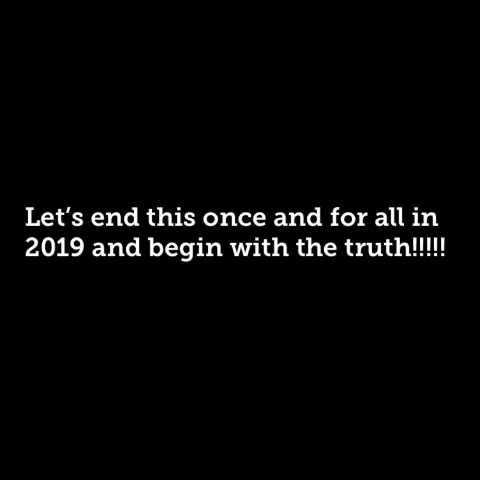 Let’s end this once and for all in
2019 and begin with the truth!!!!!